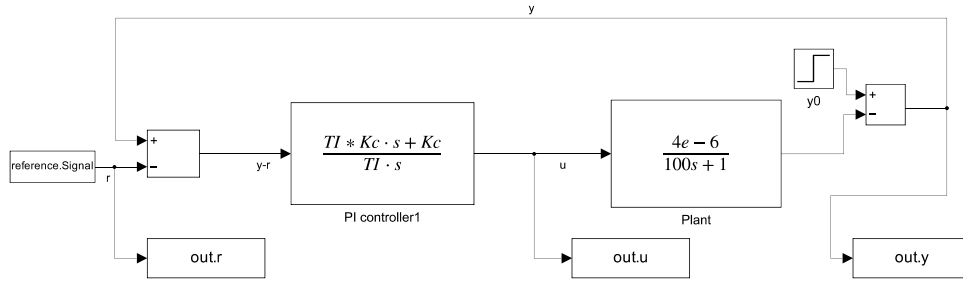 y
y0
+
−
+
−
reference.Signal
r
y-r
TI * Kc · s + Kc
TI · s
PI controller1
u
4e − 6
100s + 1
Plant
out.r
out.u
out.y